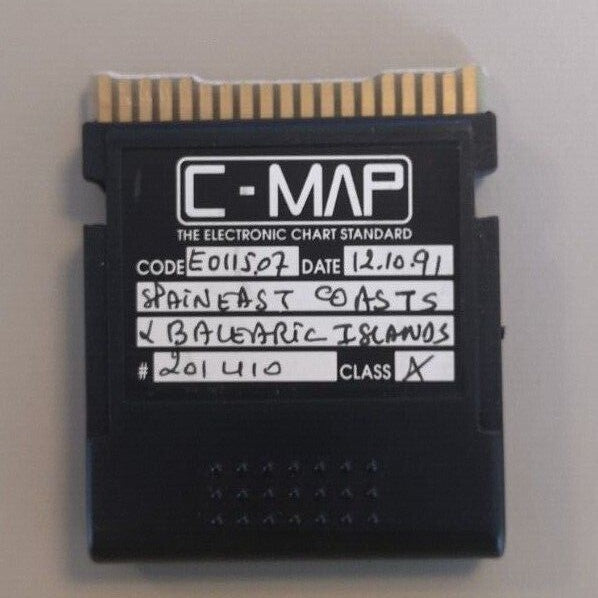 C-MAP
THE ELECTRONIC CHART STANDARD
CODE E0115.07 DATE 12.10.91
SPAIN EAST COASTS
& BALEARIC ISLANDS
# 201410 CLASS A